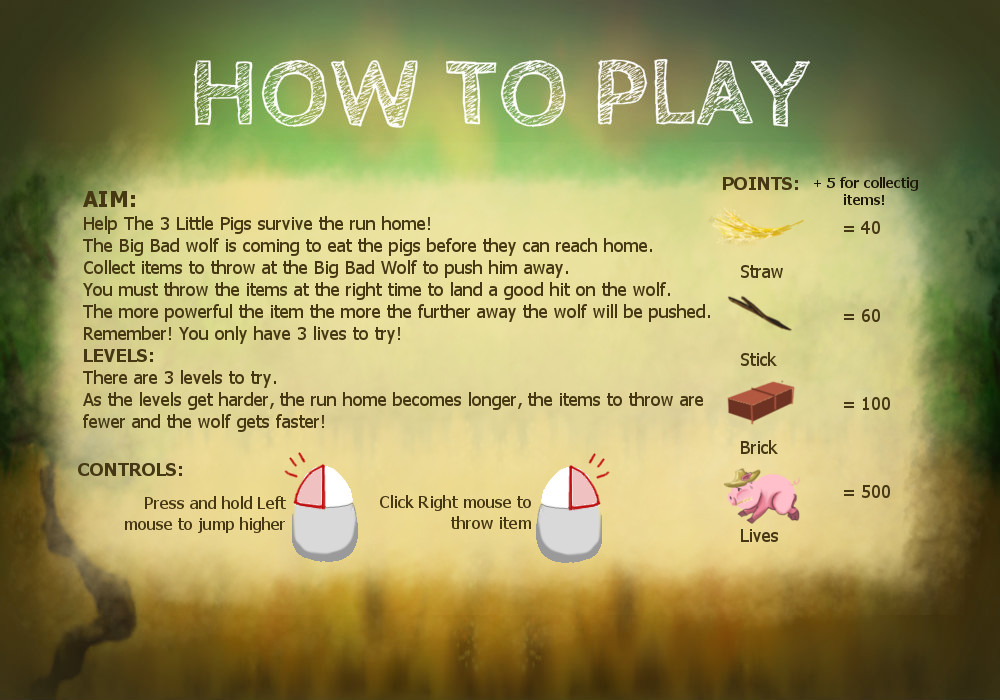 HOW TO PLAY
AIM:
Help The 3 Little Pigs survive the run home!
The Big Bad wolf is coming to eat the pigs before they can reach home.
Collect items to throw at the Big Bad Wolf to push him away.
You must throw the items at the right time to land a good hit on the wolf.
The more powerful the item the more the further away the wolf will be pushed.
Remember! You only have 3 lives to try!
LEVELS:
There are 3 levels to try.
As the levels get harder, the run home becomes longer, the items to throw are
fewer and the wolf gets faster!
CONTROLS:
Press and hold Left
mouse to jump higher
Click Right mouse to
throw item
POINTS: + 5 for collectig
items!
= 40
Straw
= 60
Stick
= 100
Brick
= 500
Lives